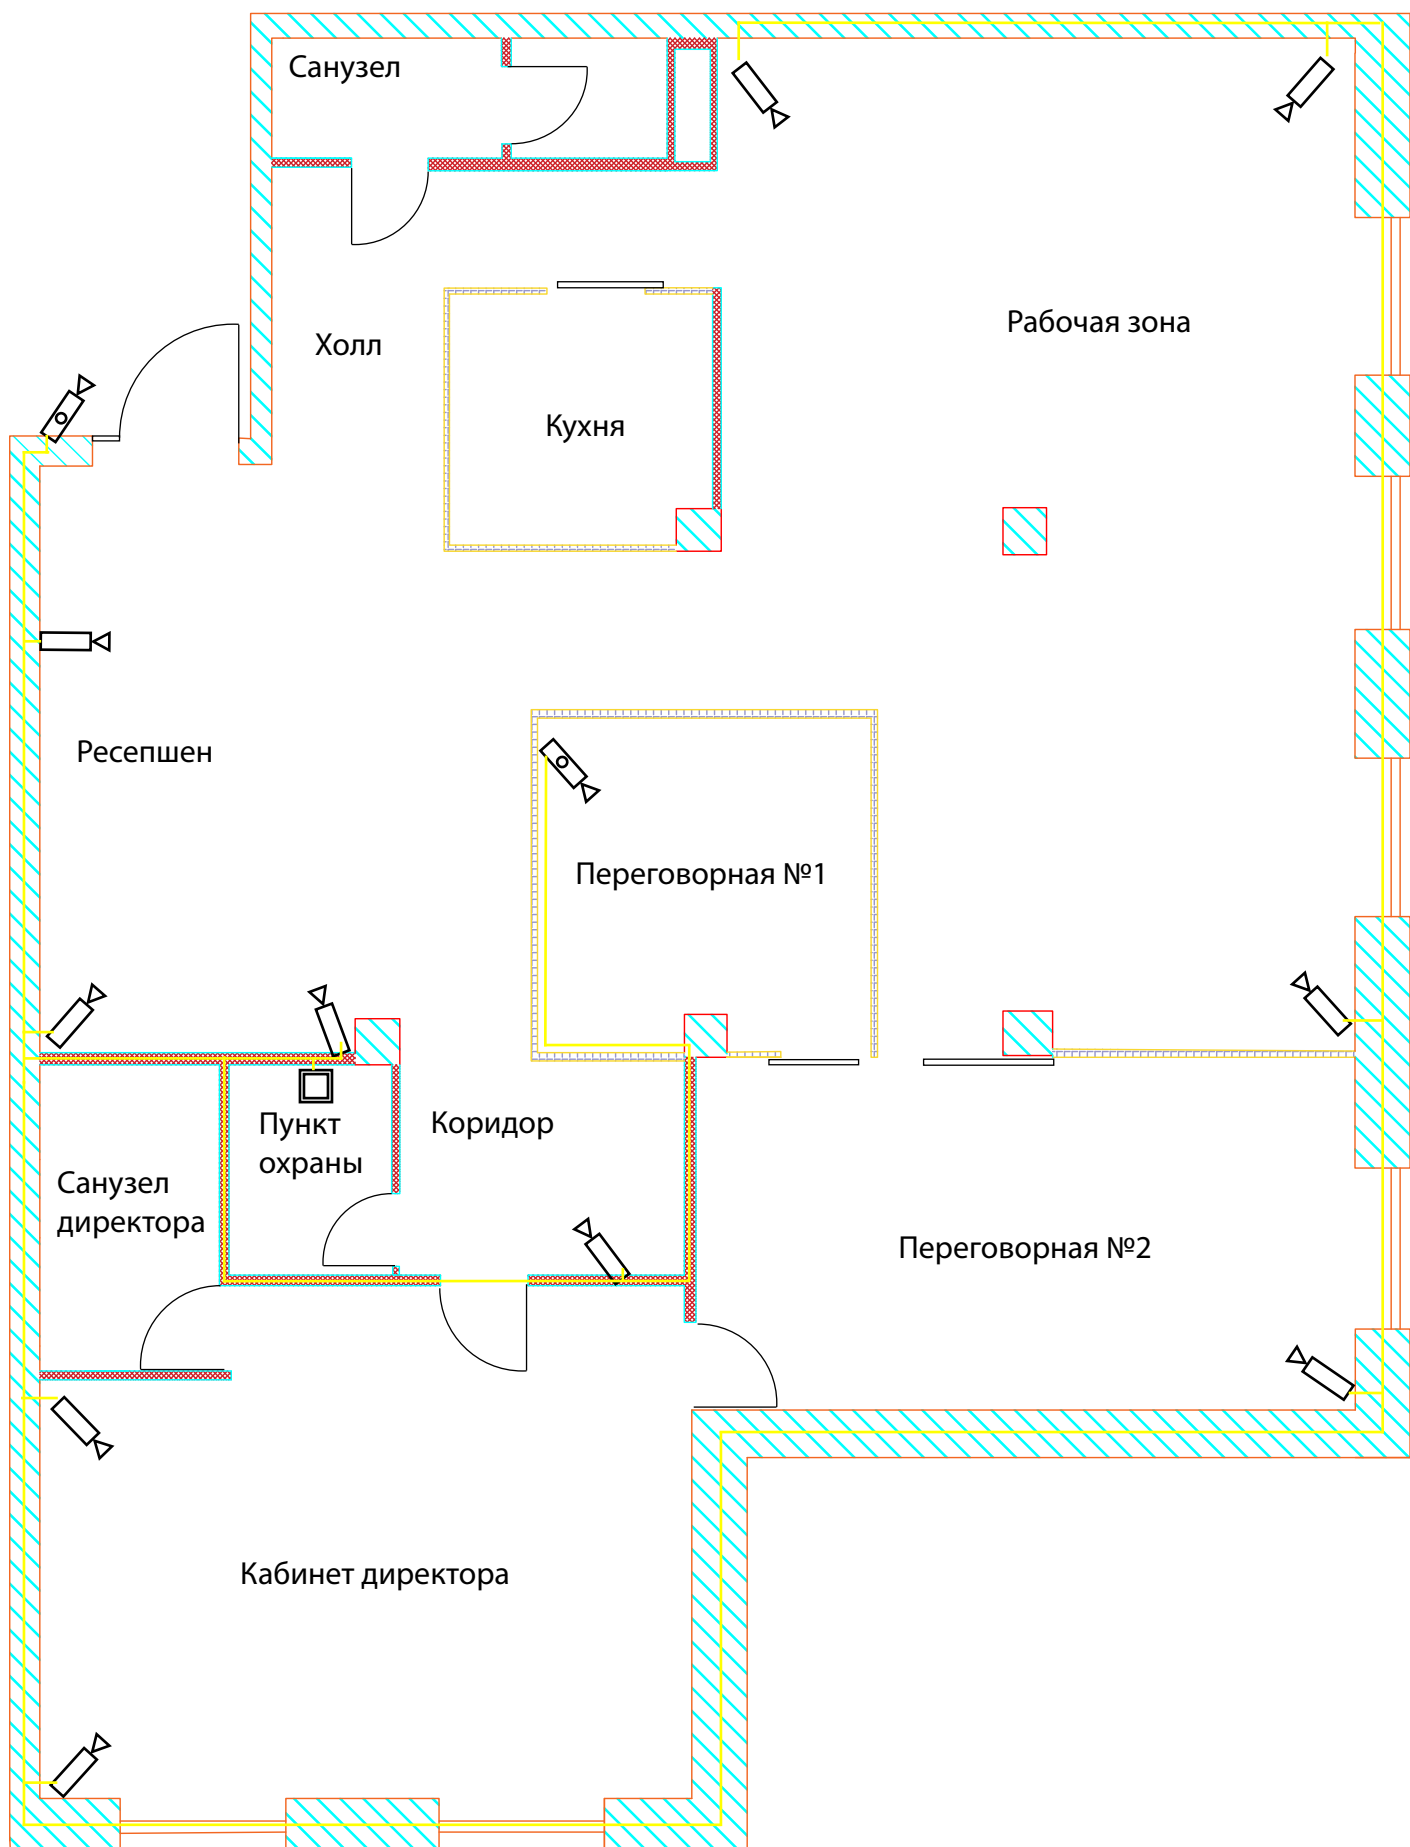 Санузел
Рабочая зона
Холл
Кухня
Ресепшен
Переговорная №1
Пункт
охраны
Коридор
Санузел
директора
Переговорная №2
Кабинет директора